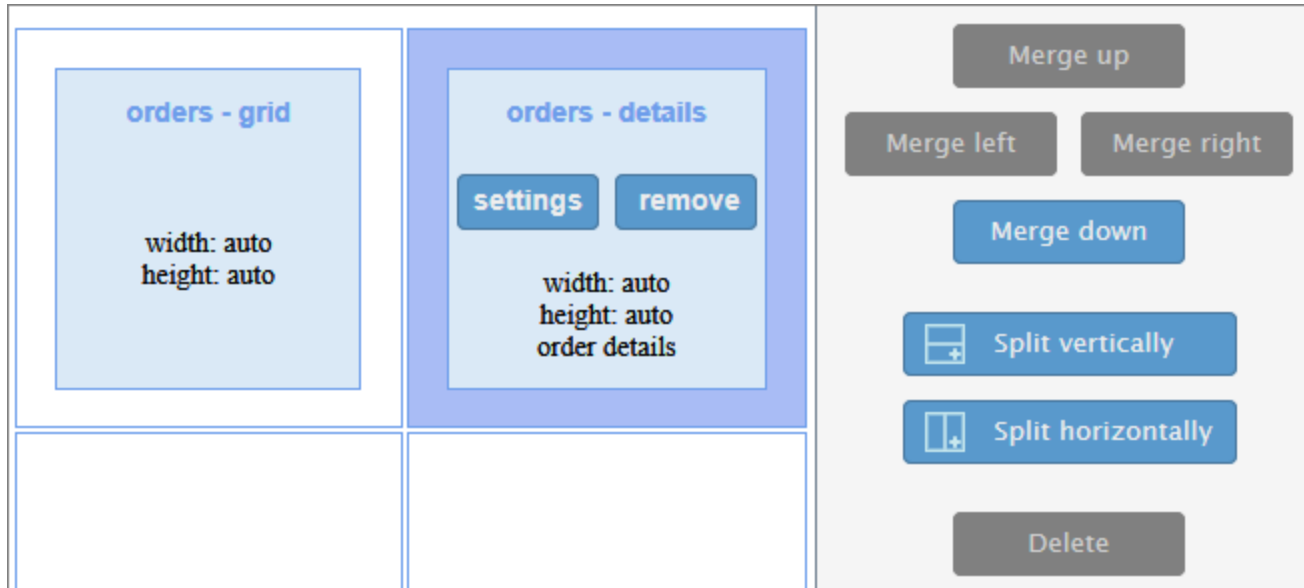 orders - grid
width: auto
height: auto
orders - details
settings
remove
width: auto
height: auto
order details
Merge up
Merge left
Merge right
Merge down
Split vertically
Split horizontally
Delete